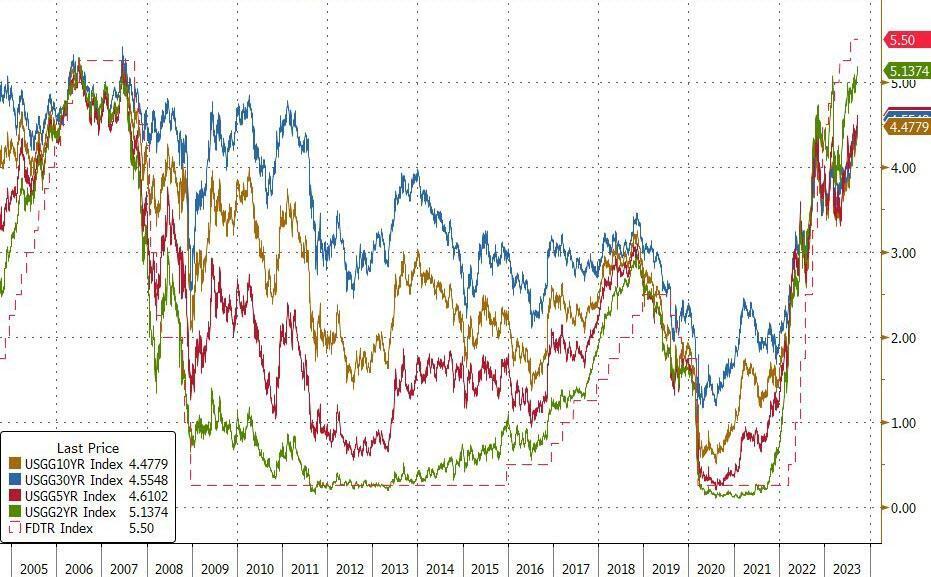 5.50
5.1374
5.00
4.4779
4.00
3.00
2.00
1.00
0.00
Last Price
USGG10YR Index 4.4779
USGG30YR Index 4.5548
USGG5YR Index 4.6102
USGG2YR Index 5.1374
FDTR Index 5.50
2005 2006 2007 2008 2009 2010 2011 2012 2013 2014 2015 2016 2017 2018 2019 2020 2021 2022 2023